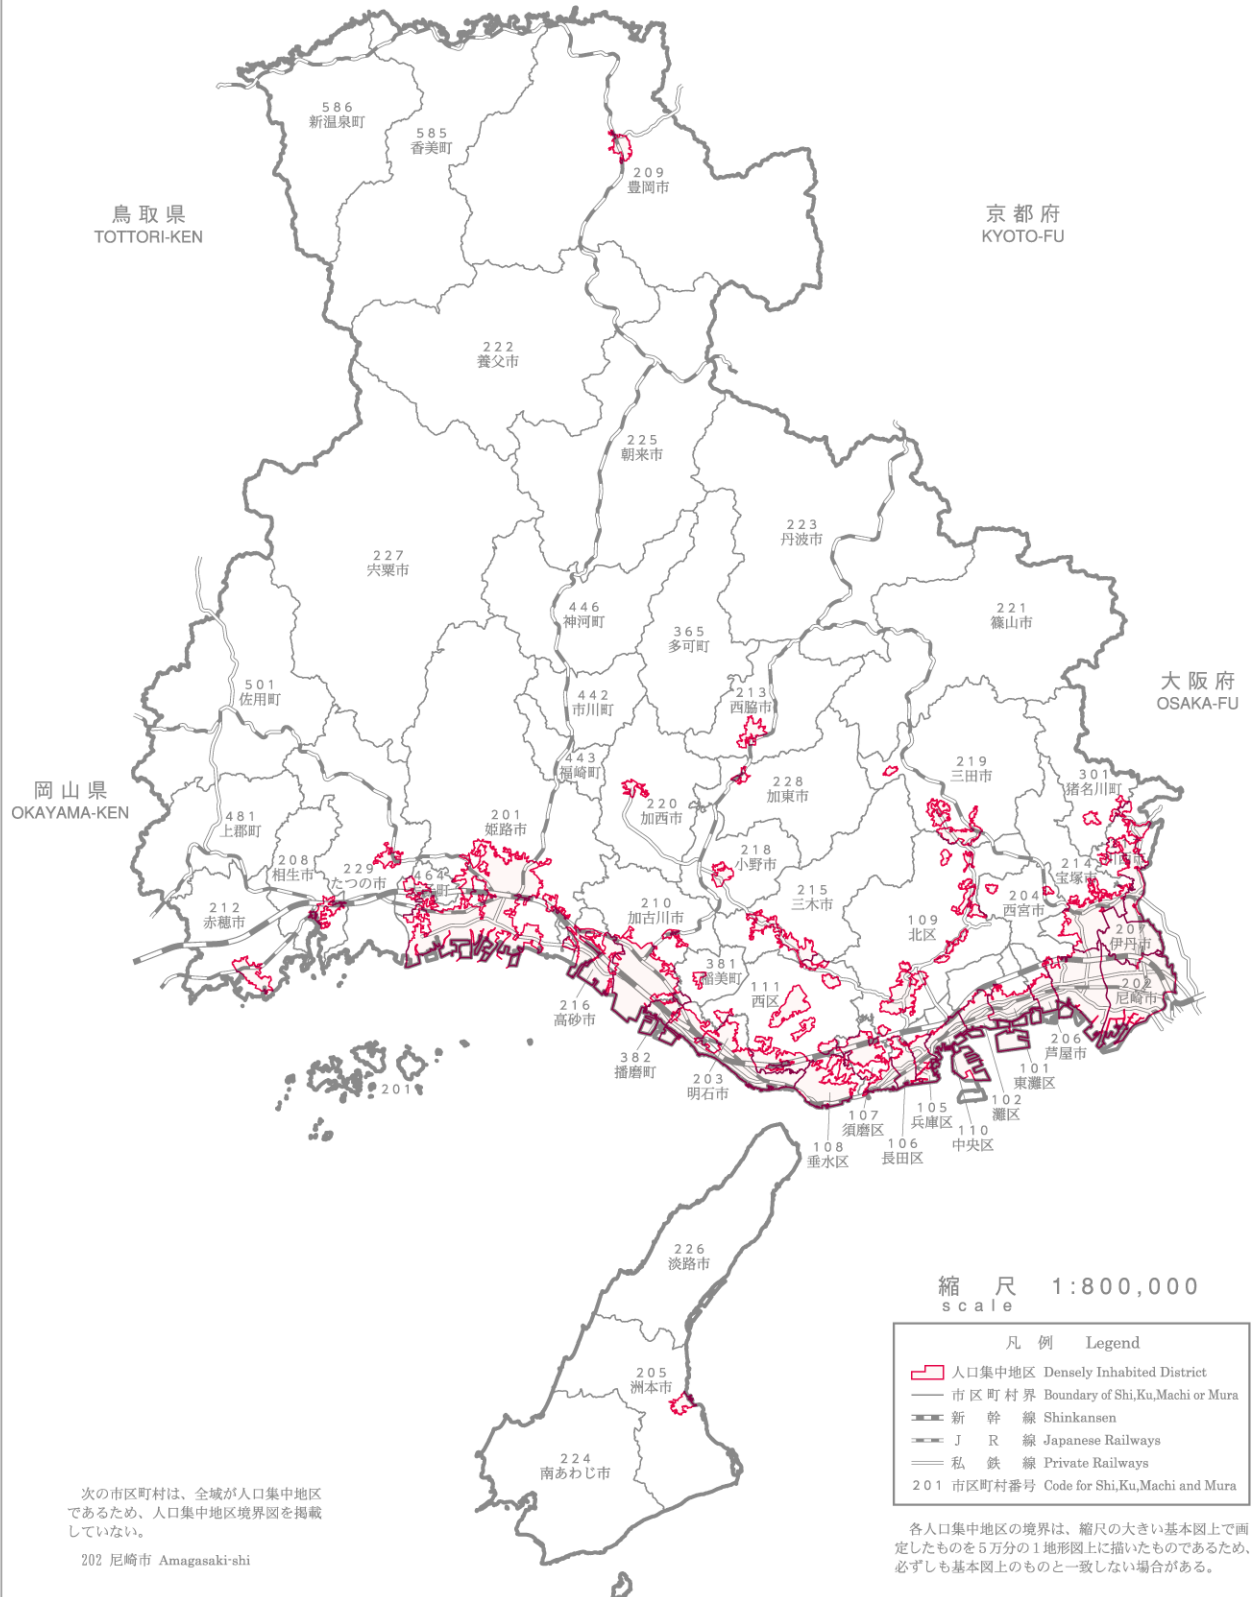 586
新温泉町
585
香美町
209
豊岡市
鳥取県
TOTTORI-KEN
京都府
KYOTO-FU
222
養父市
225
朝来市
223
丹波市
227
宍粟市
446
神河町
221
篠山市
365
多可町
大阪府
OSAKA-FU
501
佐用町
442
市川町
213
西脇市
443
福崎町
219
三田市
301
猪名川町
岡山県
OKAYAMA-KEN
228
加東市
220
加西市
201
姫路市
481
上郡町
218
小野市
208
相生市
229
たつの市
464
214
宝塚市
215
三木市
212
赤穂市
210
加古川市
204
西宮市
109
北区
207
伊丹市
381
稲美町
111
西区
202
尼崎市
216
高砂市
206
芦屋市
382
播磨町
101
東灘区
203
明石市
201
102
灘区
105
兵庫区
107
須磨区
110
中央区
106
長田区
108
垂水区
226
淡路市
縮尺 1:800,000
scale
凡例 Legend
人口集中地区 Densely Inhabited District
市区町村界 Boundary of Shi,Ku,Machi or Mura
新幹線 Shinkansen
JR線 Japanese Railways
私鉄線 Private Railways
201 市区町村番号 Code for Shi,Ku,Machi and Mura
205
洲本市
224
南あわじ市
次の市区町村は、全域が人口集中地区
であるため、人口集中地区境界図を掲載
していない。
202 尼崎市 Amagasaki-shi
各人口集中地区の境界は、縮尺の大きい基本図上で画
定したものを5万分の1地形図上に描いたものであるため、
必ずしも基本図上のものと一致しない場合がある。